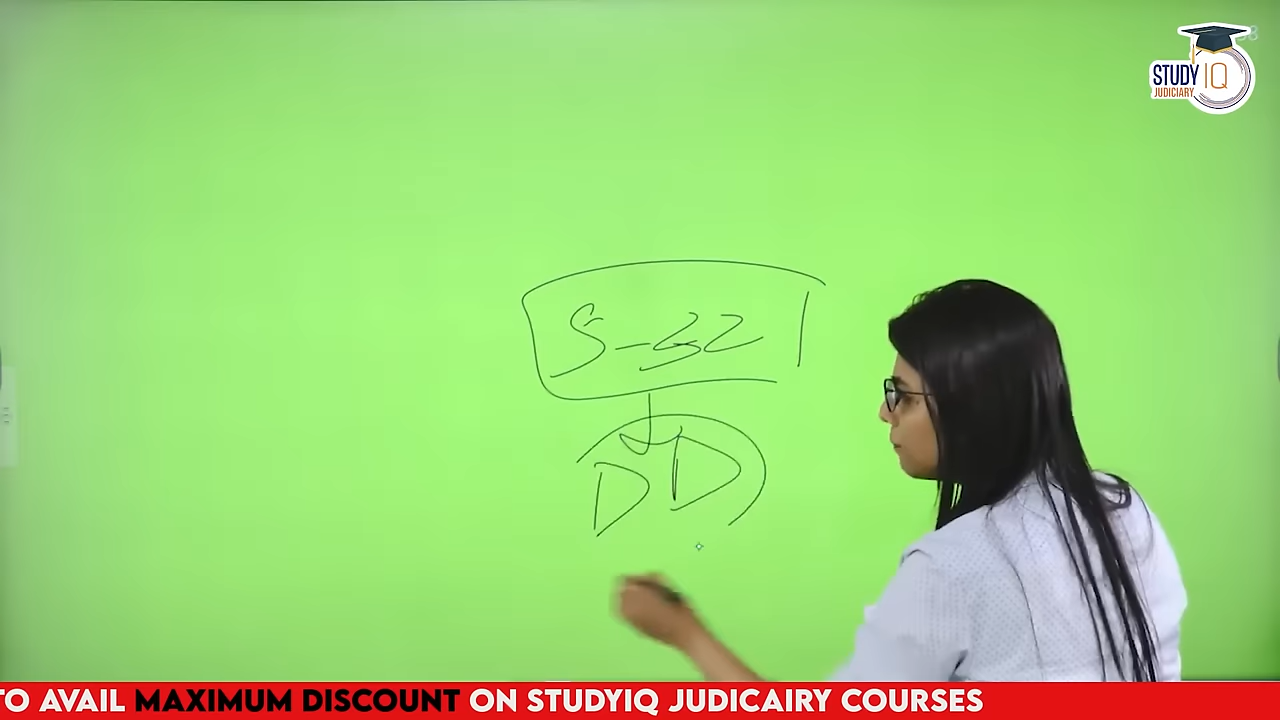 STUDY IQ
JUDICIARY
S-32
DD
TO AVAIL MAXIMUM DISCOUNT ON STUDYIQ JUDICAIRY COURSES